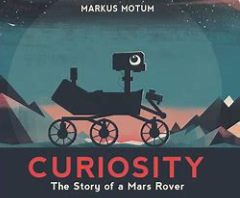 MARKUS MOTUM
CURIOSITY
The Story of a Mars Rover